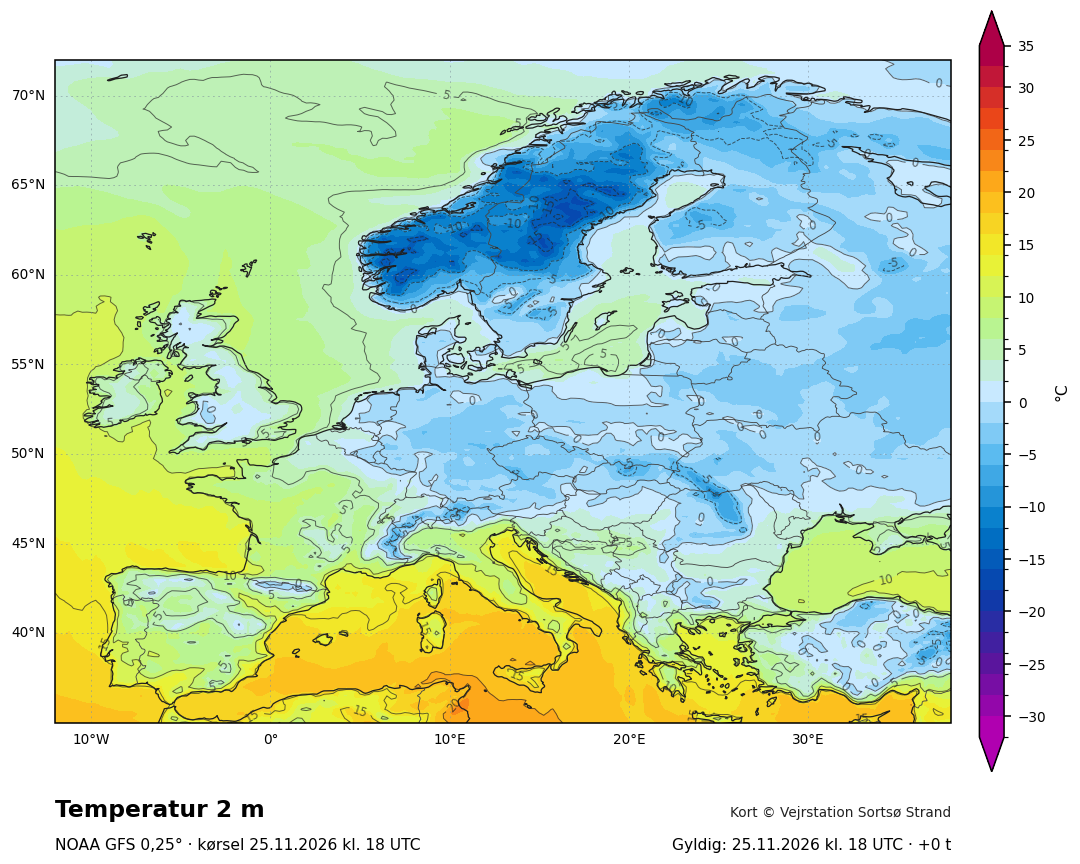 35
30
25
20
15
10
5
0
−5
−10
−15
−20
−25
−30
°C
70°N
65°N
60°N
55°N
50°N
45°N
40°N
10°W
0°
10°E
20°E
30°E
Temperatur 2 m
Kort © Vejrstation Sortsø Strand
NOAA GFS 0,25° · kørsel 25.11.2026 kl. 18 UTC
Gyldig: 25.11.2026 kl. 18 UTC · +0 t